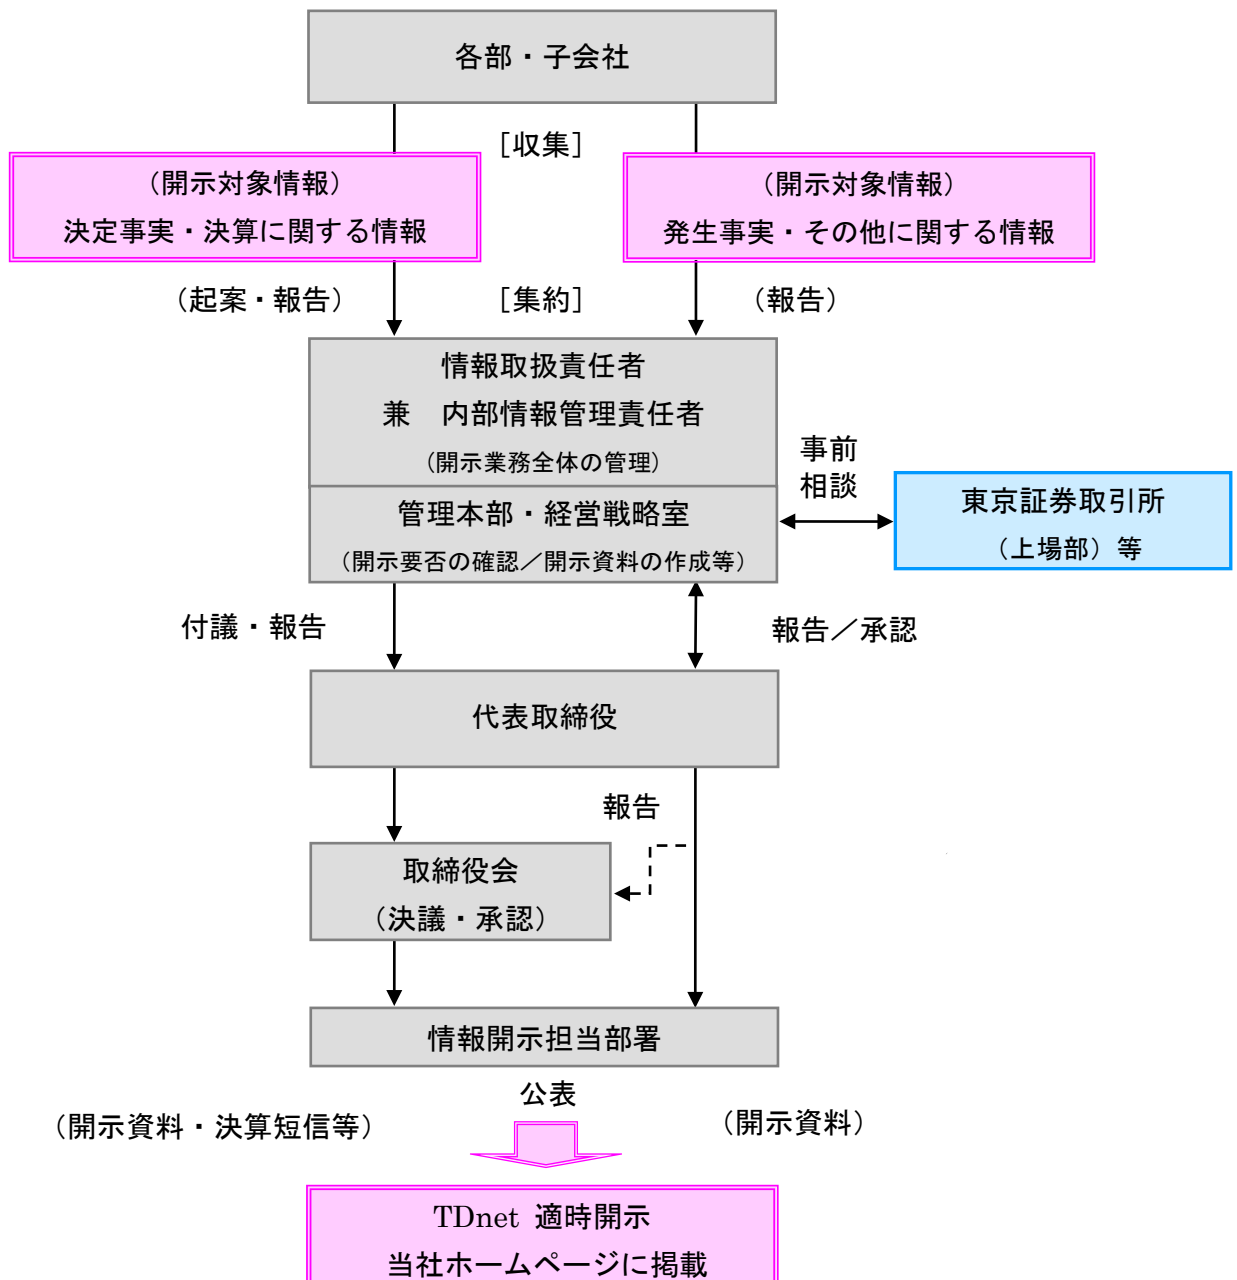 各部・子会社
［収集］
（開示対象情報）
決定事実・決算に関する情報
（開示対象情報）
発生事実・その他に関する情報
（起案・報告）
［集約］
（報告）
情報取扱責任者
兼　内部情報管理責任者
（開示業務全体の管理）
管理本部・経営戦略室
（開示要否の確認／開示資料の作成等）
事前
相談
東京証券取引所
（上場部）等
付議・報告
報告／承認
代表取締役
報告
取締役会
（決議・承認）
情報開示担当部署
公表
（開示資料・決算短信等）
（開示資料）
TDnet 適時開示
当社ホームページに掲載